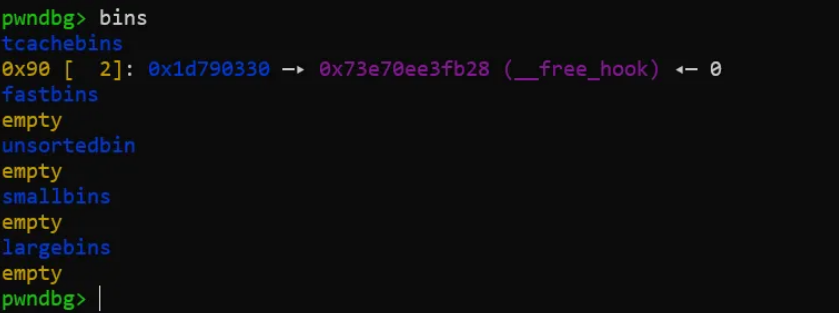 pwndbg> bins
tcachebins
0x90 [  2]: 0x1d790330 —▸ 0x73e70ee3fb28 (__free_hook) ◂— 0
fastbins
empty
unsortedbin
empty
smallbins
empty
largebins
empty
pwndbg>